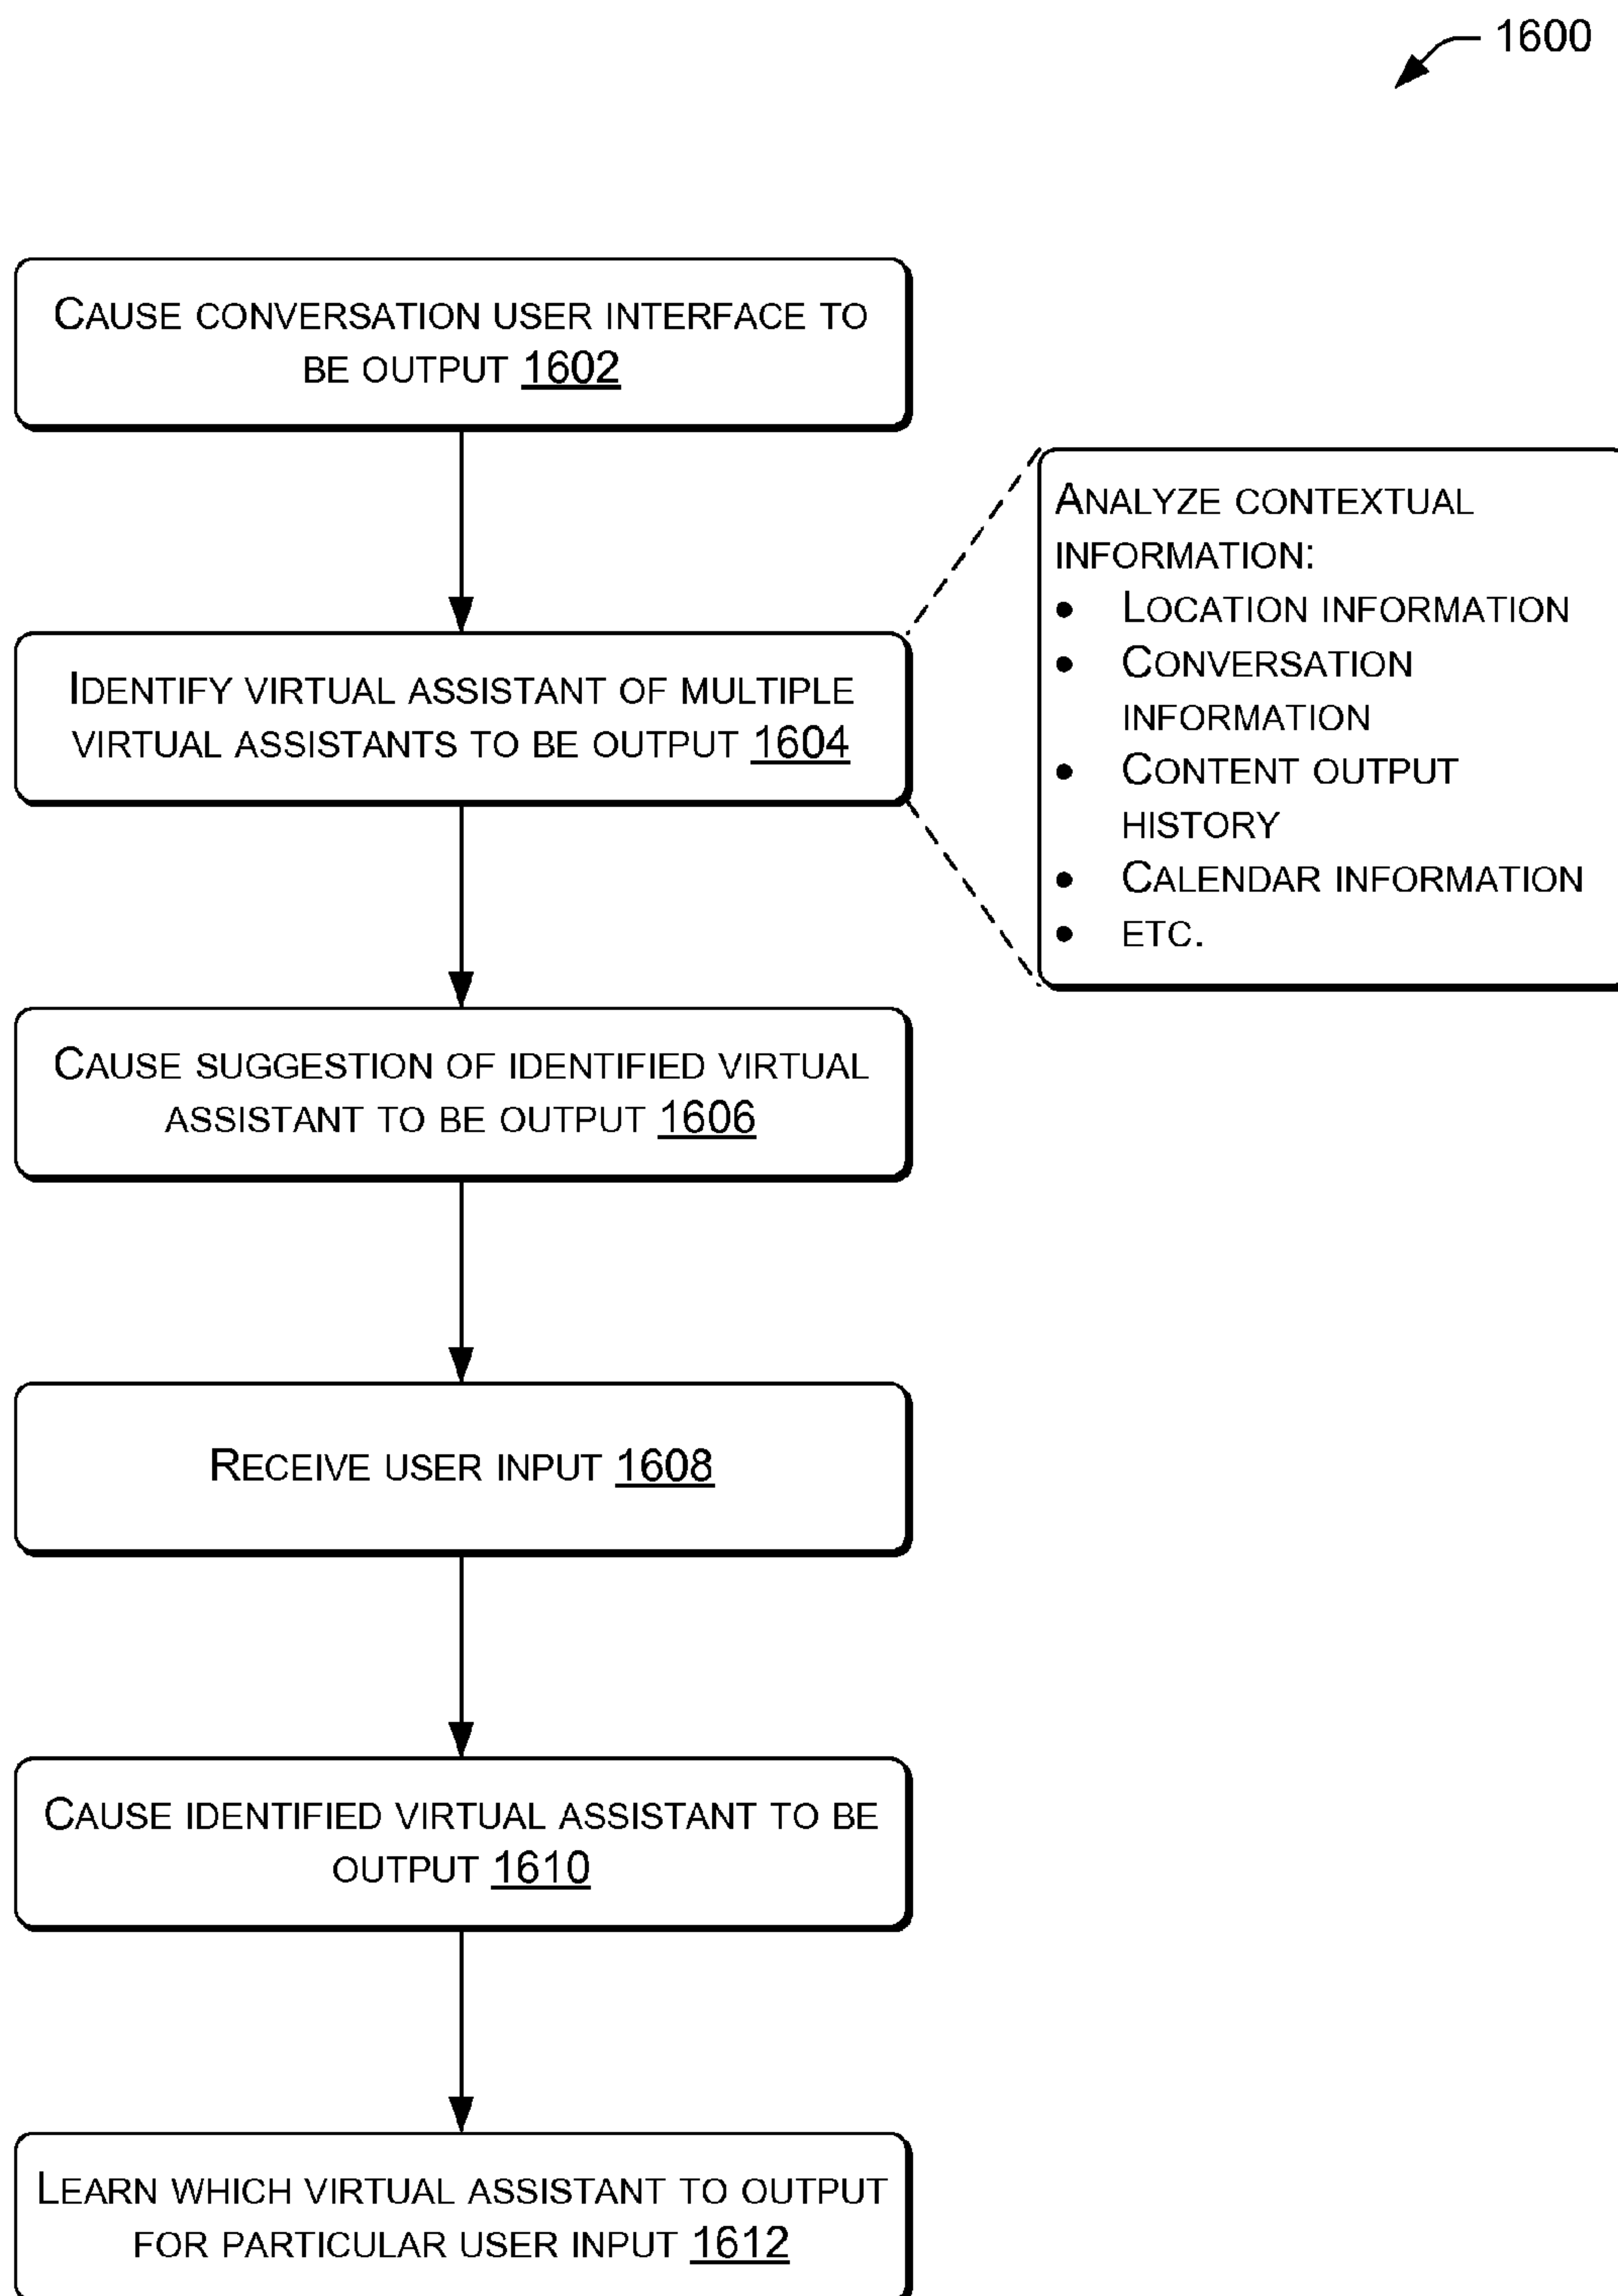 1600
CAUSE CONVERSATION USER INTERFACE TO
BE OUTPUT 1602
IDENTIFY VIRTUAL ASSISTANT OF MULTIPLE
VIRTUAL ASSISTANTS TO BE OUTPUT 1604
ANALYZE CONTEXTUAL
INFORMATION:
• LOCATION INFORMATION
• CONVERSATION
INFORMATION
• CONTENT OUTPUT
HISTORY
• CALENDAR INFORMATION
• ETC.
CAUSE SUGGESTION OF IDENTIFIED VIRTUAL
ASSISTANT TO BE OUTPUT 1606
RECEIVE USER INPUT 1608
CAUSE IDENTIFIED VIRTUAL ASSISTANT TO BE
OUTPUT 1610
LEARN WHICH VIRTUAL ASSISTANT TO OUTPUT
FOR PARTICULAR USER INPUT 1612